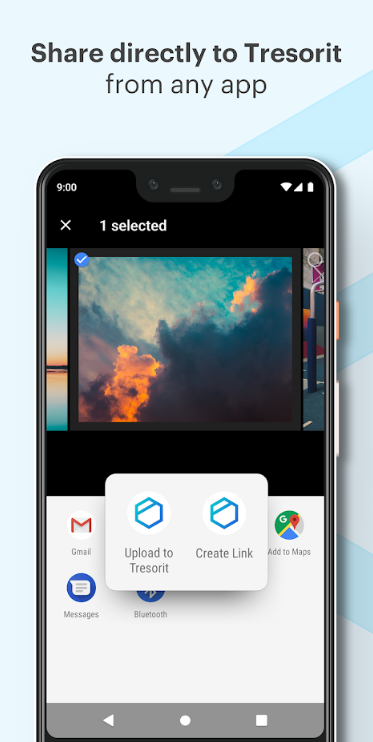 Share directly to Tresorit
from any app
9:00
1 selected
Gmail
Upload to
Tresorit
Create Link
Add to Maps
Messages
Bluetooth